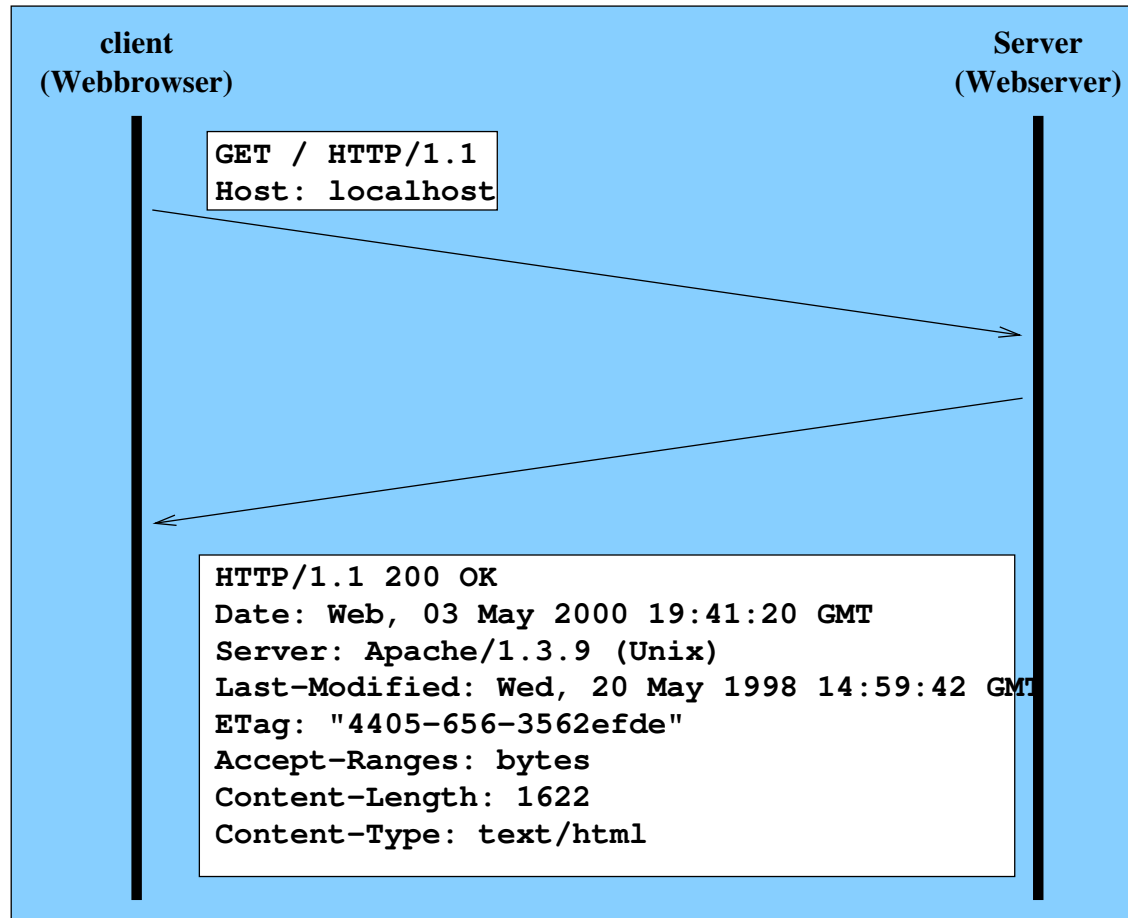 client
(Webbrowser)
Server
(Webserver)
GET / HTTP/1.1
Host: localhost
HTTP/1.1 200 OK
Date: Web, 03 May 2000 19:41:20 GMT
Server: Apache/1.3.9 (Unix)
Last-Modified: Wed, 20 May 1998 14:59:42 GMT
ETag: "4405-656-3562efde"
Accept-Ranges: bytes
Content-Length: 1622
Content-Type: text/html